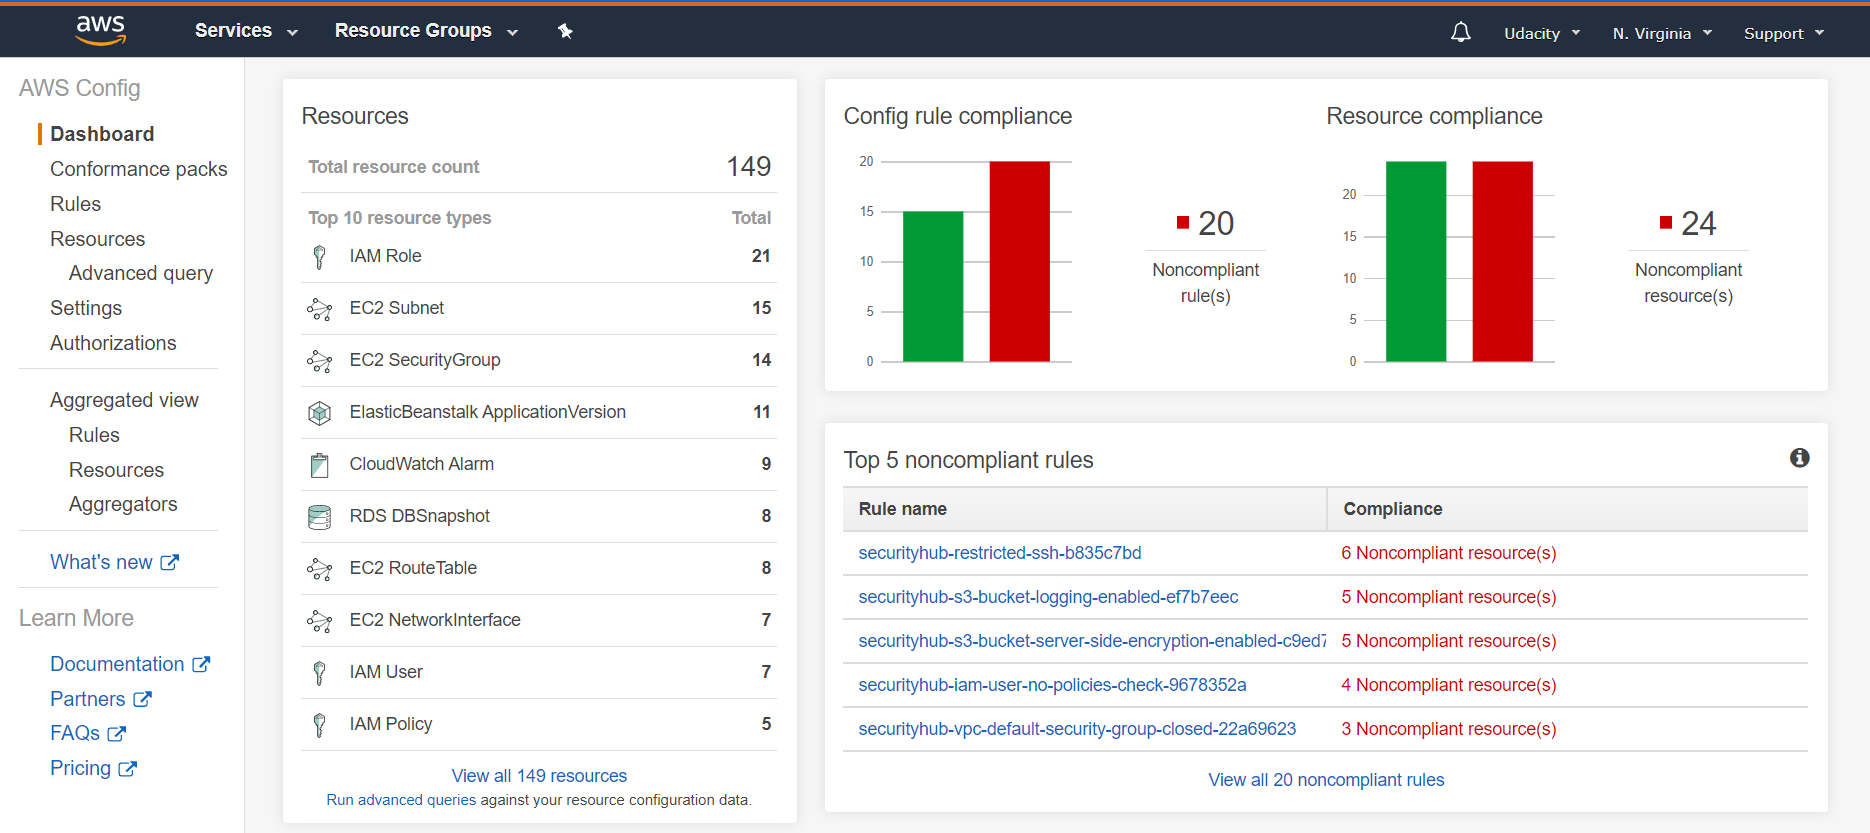 aws
Services
Resource Groups
Udacity
N. Virginia
Support
AWS Config
Dashboard
Conformance packs
Rules
Resources
Advanced query
Settings
Authorizations
Aggregated view
Rules
Resources
Aggregators
What's new
Learn More
Documentation
Partners
FAQs
Pricing
Resources
Total resource count 149
Top 10 resource types Total
IAM Role 21
EC2 Subnet 15
EC2 SecurityGroup 14
ElasticBeanstalk ApplicationVersion 11
CloudWatch Alarm 9
RDS DBSnapshot 8
EC2 RouteTable 8
EC2 NetworkInterface 7
IAM User 7
IAM Policy 5
View all 149 resources
Run advanced queries against your resource configuration data.
Config rule compliance
20
15
10
5
0
20
Noncompliant
rule(s)
Resource compliance
20
15
10
5
0
24
Noncompliant
resource(s)
Top 5 noncompliant rules
Rule name Compliance
securityhub-restricted-ssh-b835c7bd 6 Noncompliant resource(s)
securityhub-s3-bucket-logging-enabled-ef7b7eec 5 Noncompliant resource(s)
securityhub-s3-bucket-server-side-encryption-enabled-c9ed7 5 Noncompliant resource(s)
securityhub-iam-user-no-policies-check-9678352a 4 Noncompliant resource(s)
securityhub-vpc-default-security-group-closed-22a69623 3 Noncompliant resource(s)
View all 20 noncompliant rules